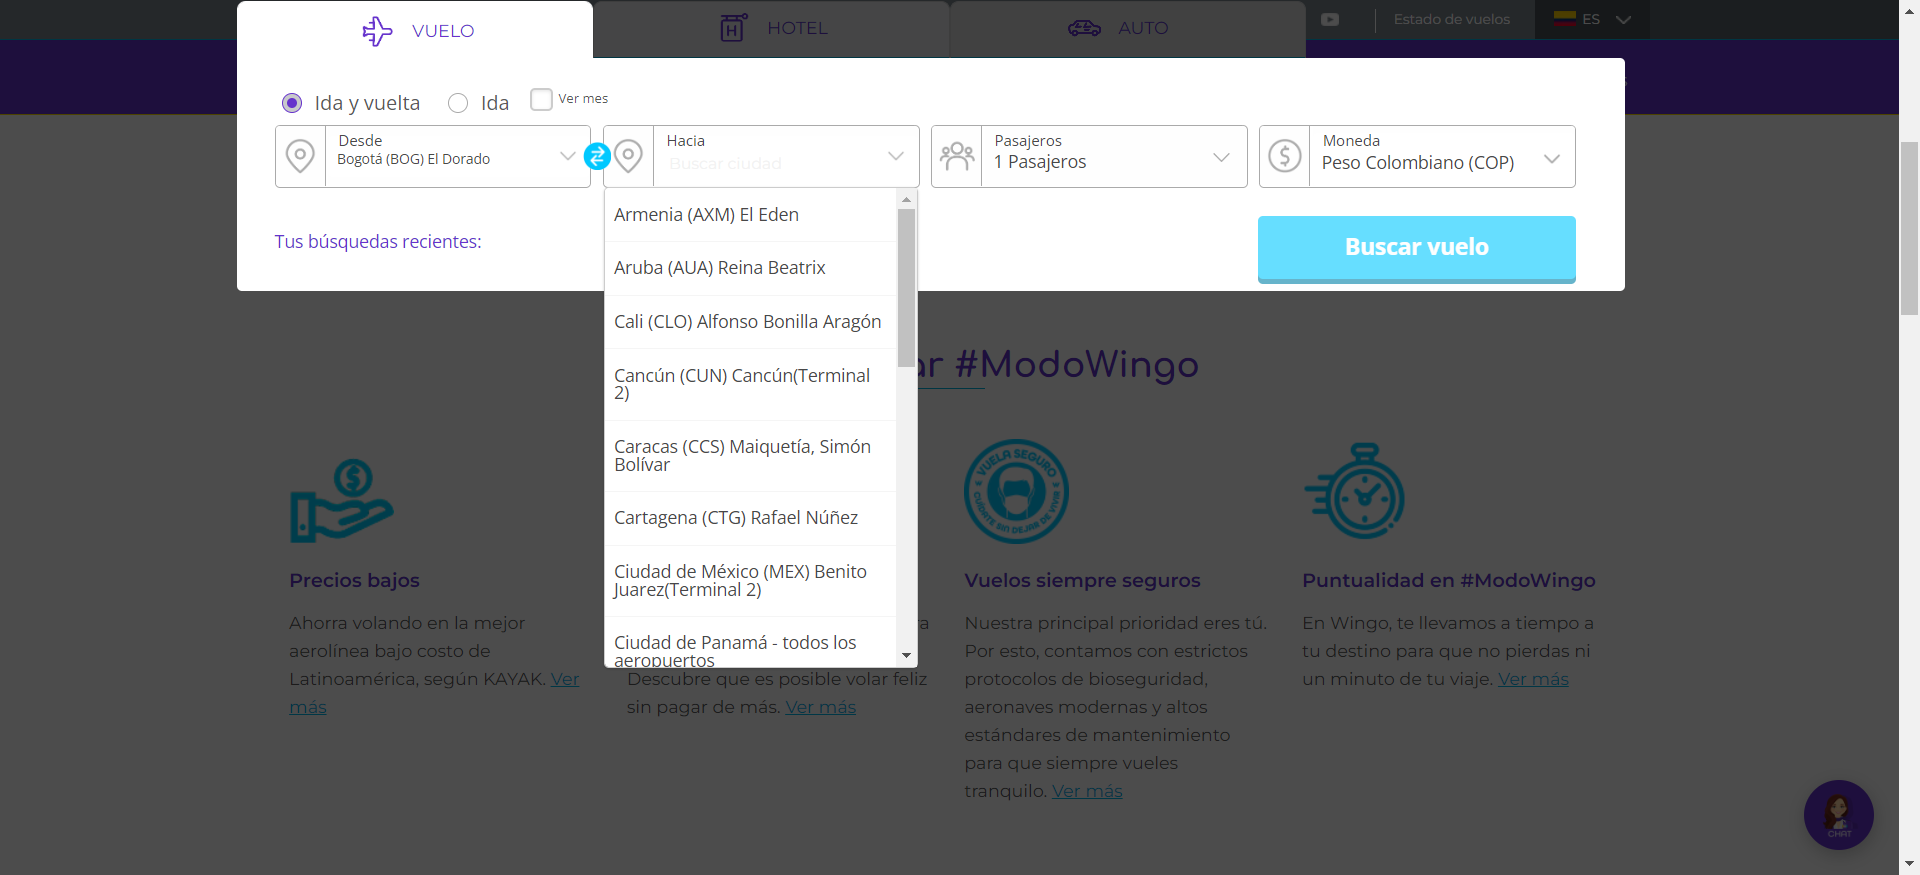 VUELO
HOTEL
AUTO
Estado de vuelos
ES
Ida y vuelta
Ida
Ver mes
Desde
Bogotá (BOG) El Dorado
Hacia
Buscar ciudad
Pasajeros
1 Pasajeros
Moneda
Peso Colombiano (COP)
Tus búsquedas recientes:
Buscar vuelo
Armenia (AXM) El Eden
Aruba (AUA) Reina Beatrix
Cali (CLO) Alfonso Bonilla Aragón
Cancún (CUN) Cancún(Terminal
2)
Caracas (CCS) Maiquetía, Simón
Bolívar
Cartagena (CTG) Rafael Núñez
Ciudad de México (MEX) Benito
Juarez(Terminal 2)
Ciudad de Panamá - todos los
aeropuertos
ar #ModoWingo
Precios bajos
Ahorra volando en la mejor
aerolínea bajo costo de
Latinoamérica, según KAYAK. Ver
más
Descubre que es posible volar feliz
sin pagar de más. Ver más
VUELA SEGURO
CUÍDATE SIN DEJAR DE VIVIR
Vuelos siempre seguros
Nuestra principal prioridad eres tú.
Por esto, contamos con estrictos
protocolos de bioseguridad,
aeronaves modernas y altos
estándares de mantenimiento
para que siempre vueles
tranquilo. Ver más
Puntualidad en #ModoWingo
En Wingo, te llevamos a tiempo a
tu destino para que no pierdas ni
un minuto de tu viaje. Ver más
CHAT